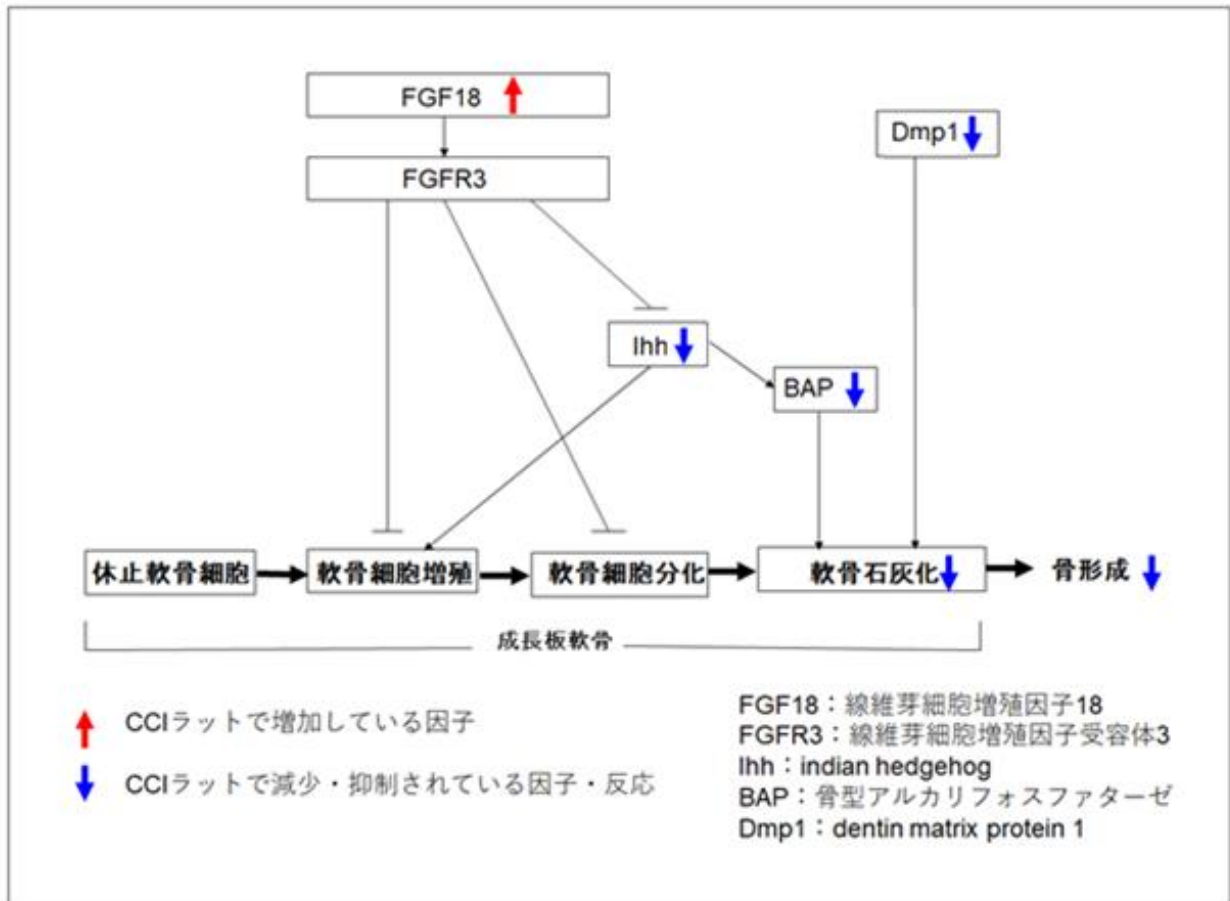 FGF18
Dmp1
FGFR3
Ihh
BAP
休止軟骨細胞
軟骨細胞増殖
軟骨細胞分化
軟骨石灰化
骨形成
成長板軟骨
CCIラットで増加している因子
CCIラットで減少・抑制されている因子・反応
FGF18：線維芽細胞増殖因子18
FGFR3：線維芽細胞増殖因子受容体3
Ihh：indian hedgehog
BAP：骨型アルカリフォスファターゼ
Dmp1：dentin matrix protein 1